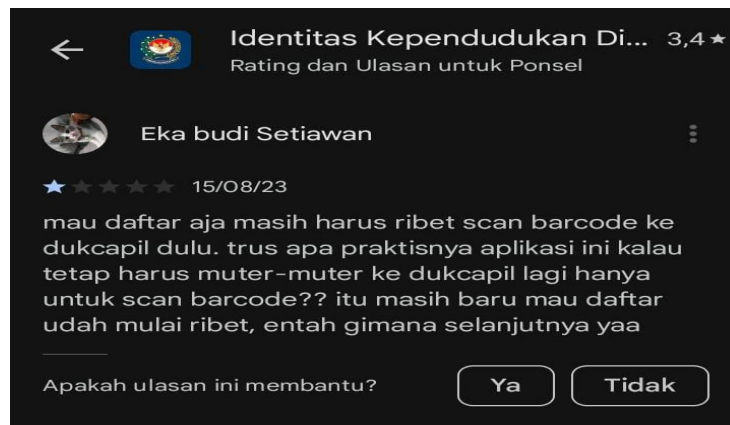 Identitas Kependudukan Di... 3,4★
Rating dan Ulasan untuk Ponsel
Eka budi Setiawan
15/08/23
mau daftar aja masih harus ribet scan barcode ke
dukcapil dulu. trus apa praktisnya aplikasi ini kalau
tetap harus muter-muter ke dukcapil lagi hanya
untuk scan barcode?? itu masih baru mau daftar
udah mulai ribet, entah gimana selanjutnya yaa
Apakah ulasan ini membantu? Ya Tidak